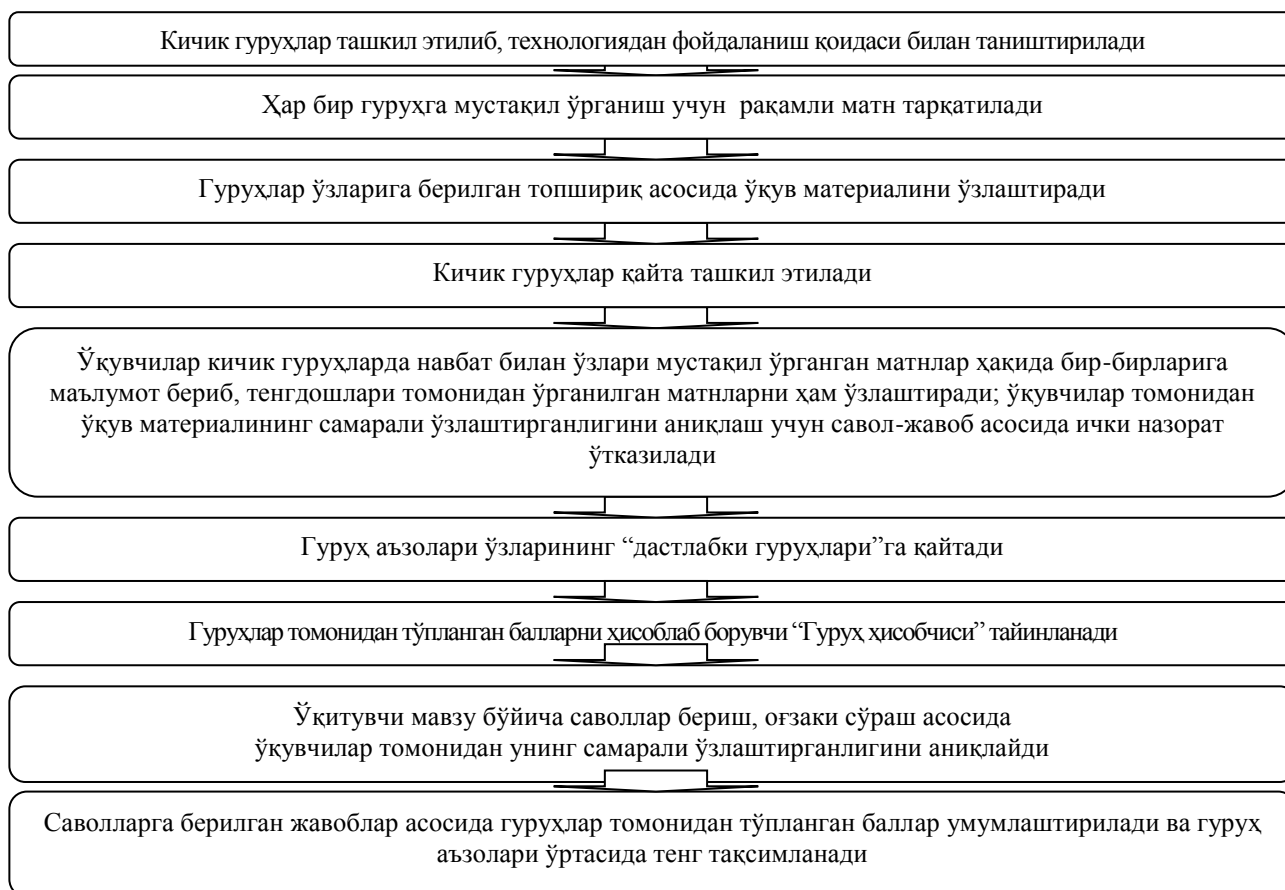 Кичик гуруҳлар ташкил этилиб, технологиядан фойдаланиш қоидаси билан таништирилади
Ҳар бир гуруҳга мустақил ўрганиш учун рақамли матн тарқатилади
Гуруҳлар ўзларига берилган топшириқ асосида ўқув материалини ўзлаштиради
Кичик гуруҳлар қайта ташкил этилади
Ўқувчилар кичик гуруҳларда навбат билан ўзлари мустақил ўрганган матнлар ҳақида бир-бирларига
маълумот бериб, тенгдошлари томонидан ўрганилган матнларни ҳам ўзлаштиради; ўқувчилар томонидан
ўқув материалининг самарали ўзлаштирганлигини аниқлаш учун савол-жавоб асосида ички назорат
ўтказилади
Гуруҳ аъзолари ўзларининг “дастлабки гуруҳлари”га қайтади
Гуруҳлар томонидан тўпланган балларни ҳисоблаб борувчи “Гуруҳ ҳисобчиси” тайинланади
Ўқитувчи мавзу бўйича саволлар бериш, оғзаки сўраш асосида
ўқувчилар томонидан унинг самарали ўзлаштирганлигини аниқлайди
Саволларга берилган жавоблар асосида гуруҳлар томонидан тўпланган баллар умумлаштирилади ва гуруҳ
аъзолари ўртасида тенг тақсимланади